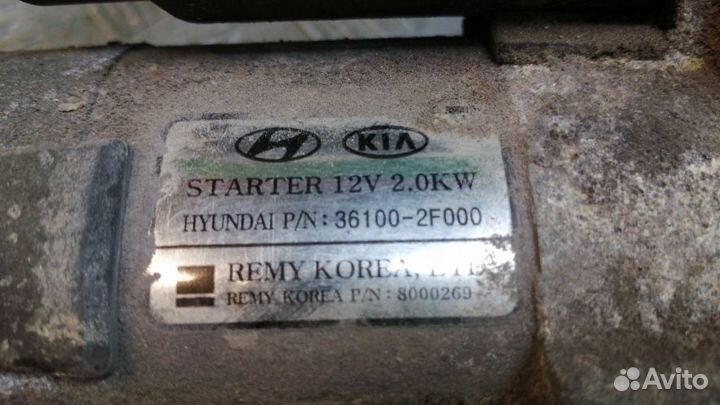 KIA
STARTER 12V 2.0KW
HYUNDAI P/N: 36100-2F000
REMY KOREA, LTD
REMY KOREA P/N: 8000269
Avito